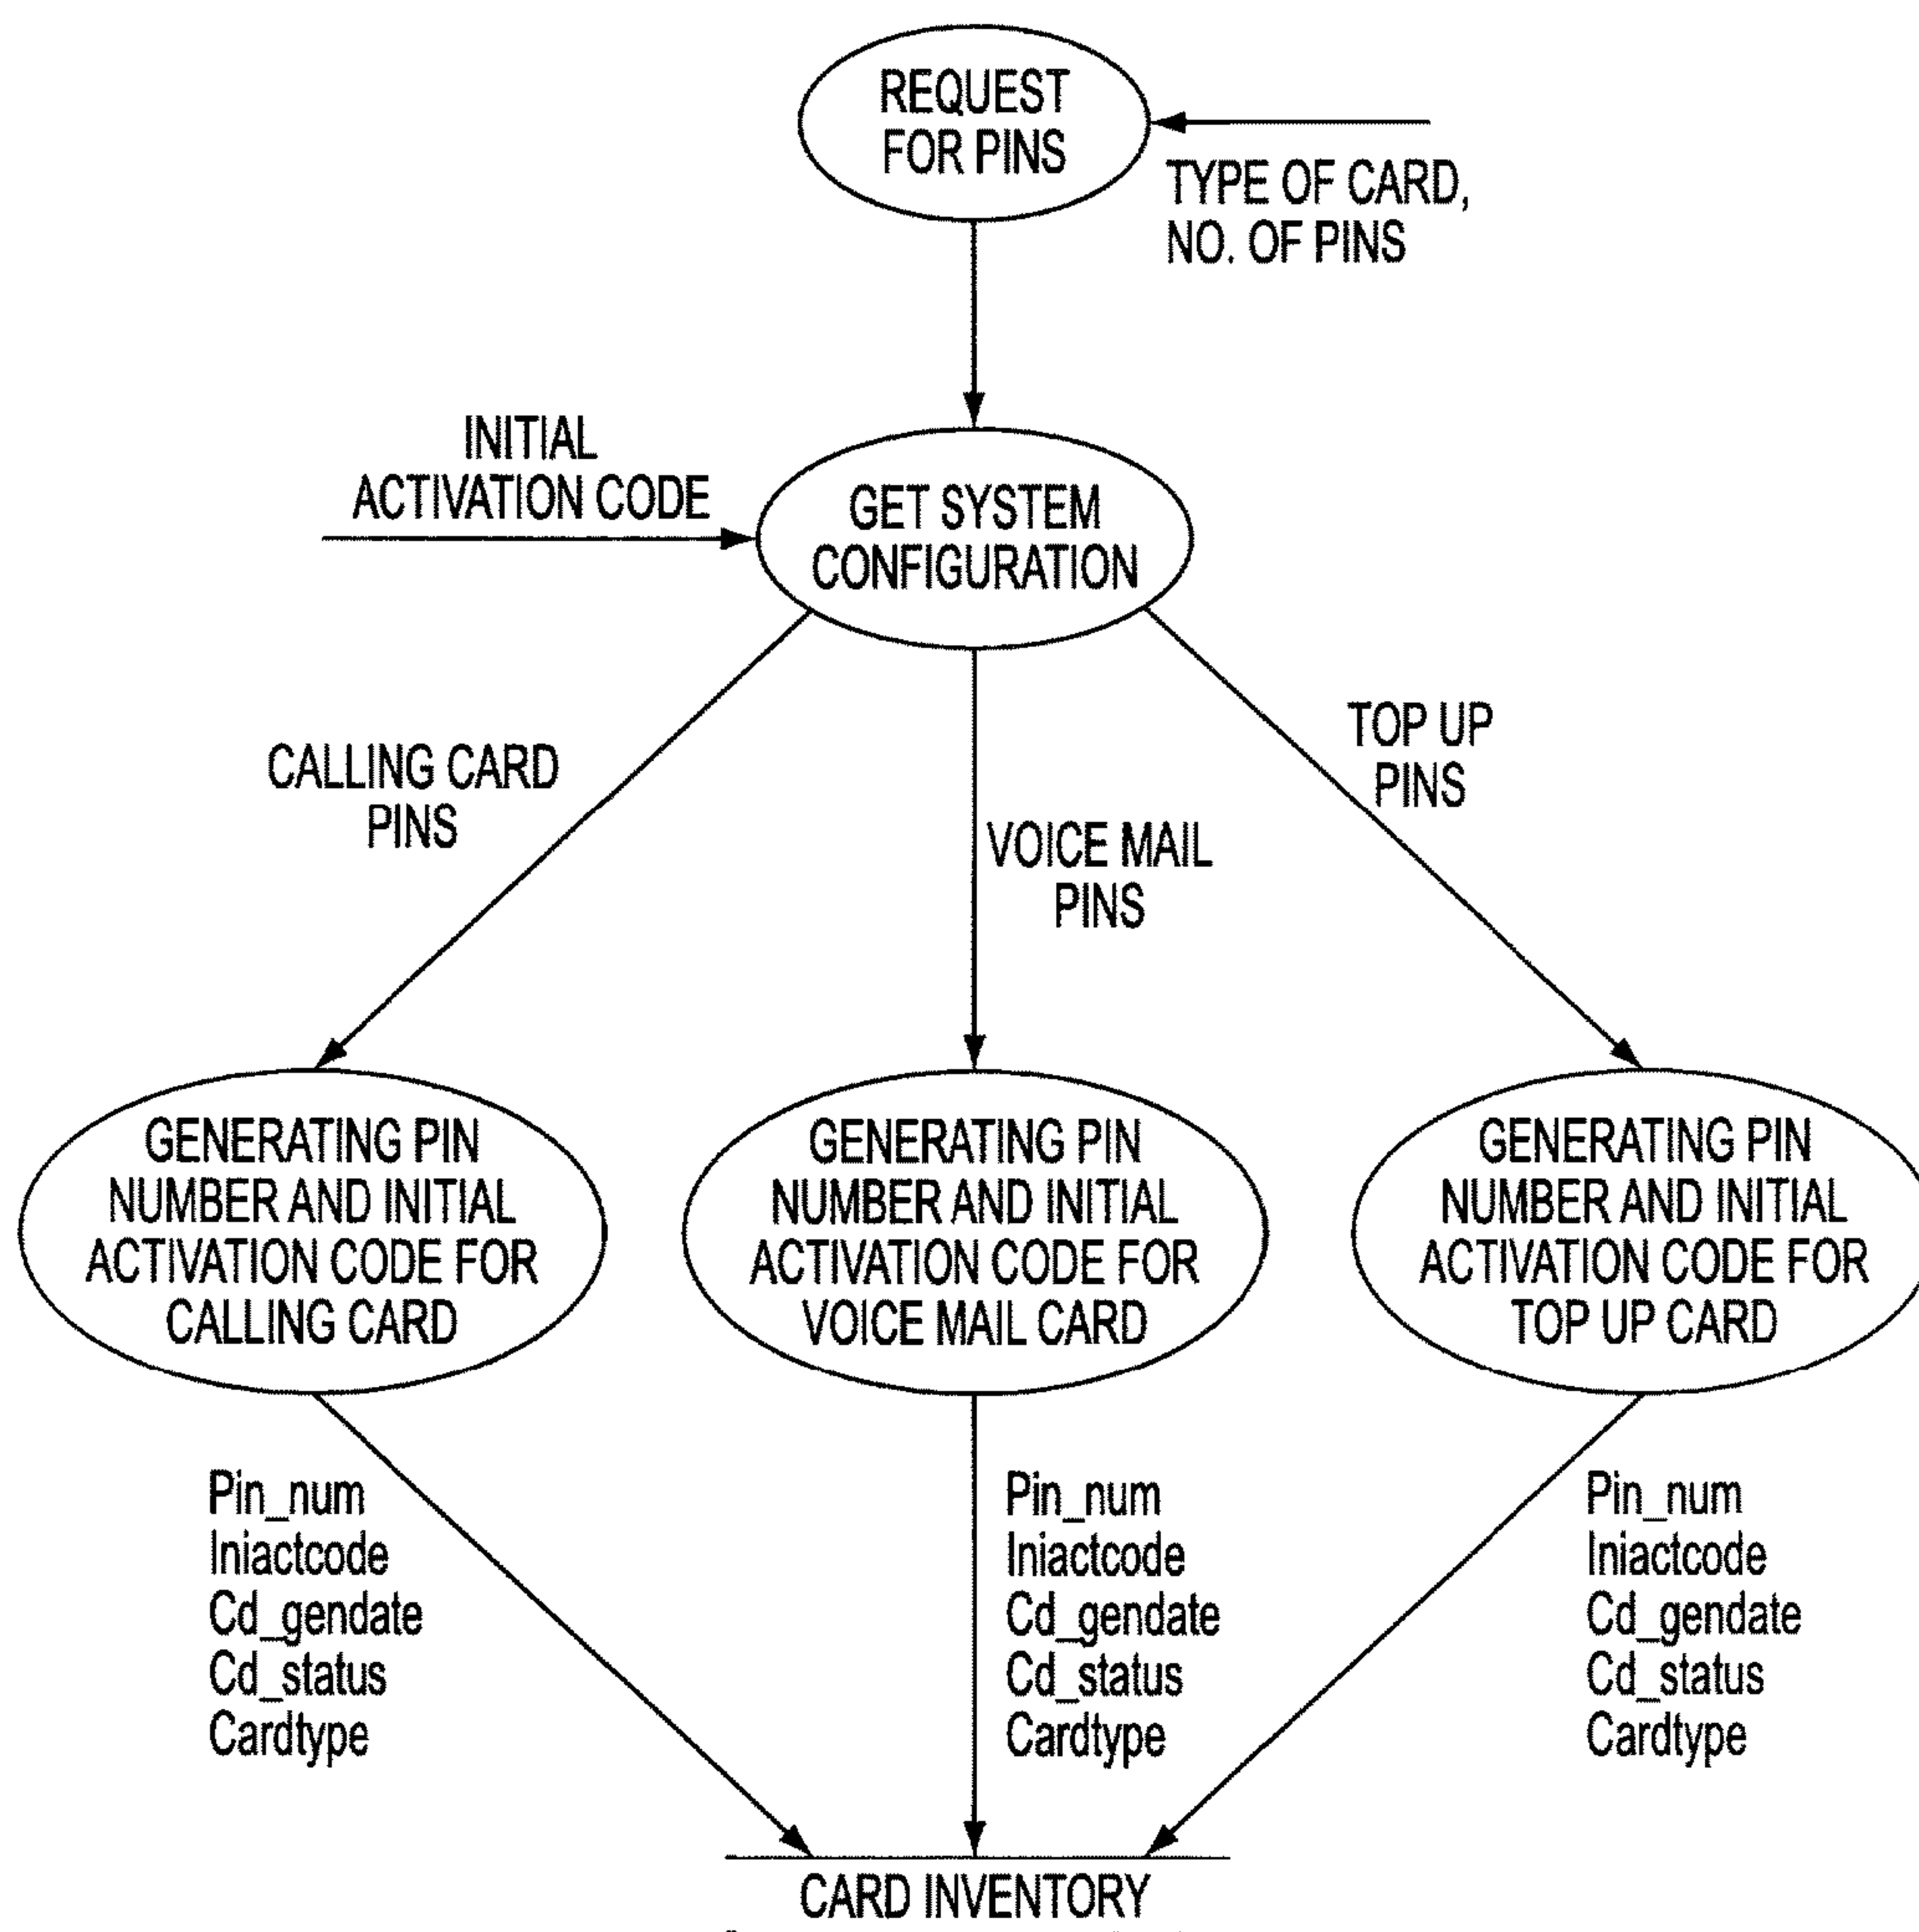 REQUEST
FOR PINS
TYPE OF CARD,
NO. OF PINS
INITIAL
ACTIVATION CODE
GET SYSTEM
CONFIGURATION
CALLING CARD
PINS
VOICE MAIL
PINS
TOP UP
PINS
GENERATING PIN
NUMBER AND INITIAL
ACTIVATION CODE FOR
CALLING CARD
GENERATING PIN
NUMBER AND INITIAL
ACTIVATION CODE FOR
VOICE MAIL CARD
GENERATING PIN
NUMBER AND INITIAL
ACTIVATION CODE FOR
TOP UP CARD
Pin_num
Iniactcode
Cd_gendate
Cd_status
Cardtype
Pin_num
Iniactcode
Cd_gendate
Cd_status
Cardtype
Pin_num
Iniactcode
Cd_gendate
Cd_status
Cardtype
CARD INVENTORY